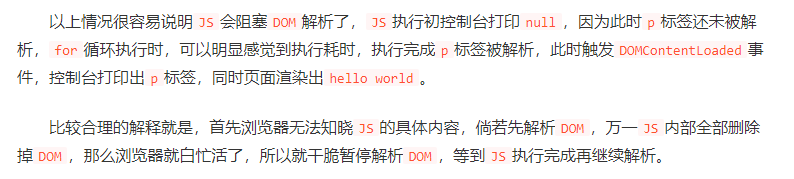 以上情况很容易说明 JS 会阻塞 DOM 解析了, JS 执行初控制台打印 null ,因为此时 p 标签还未被解
析, for 循环执行时,可以明显感觉到执行耗时,执行完成 p 标签被解析,此时触发 DOMContentLoaded 事
件,控制台打印出 p 标签,同时页面渲染出 hello world 。
比较合理的解释就是,首先浏览器无法知晓 JS 的具体内容,倘若先解析 DOM ,万一 JS 内部全部删除
掉 DOM ,那么浏览器就白忙活了,所以就干脆暂停解析 DOM ,等到 JS 执行完成再继续解析。